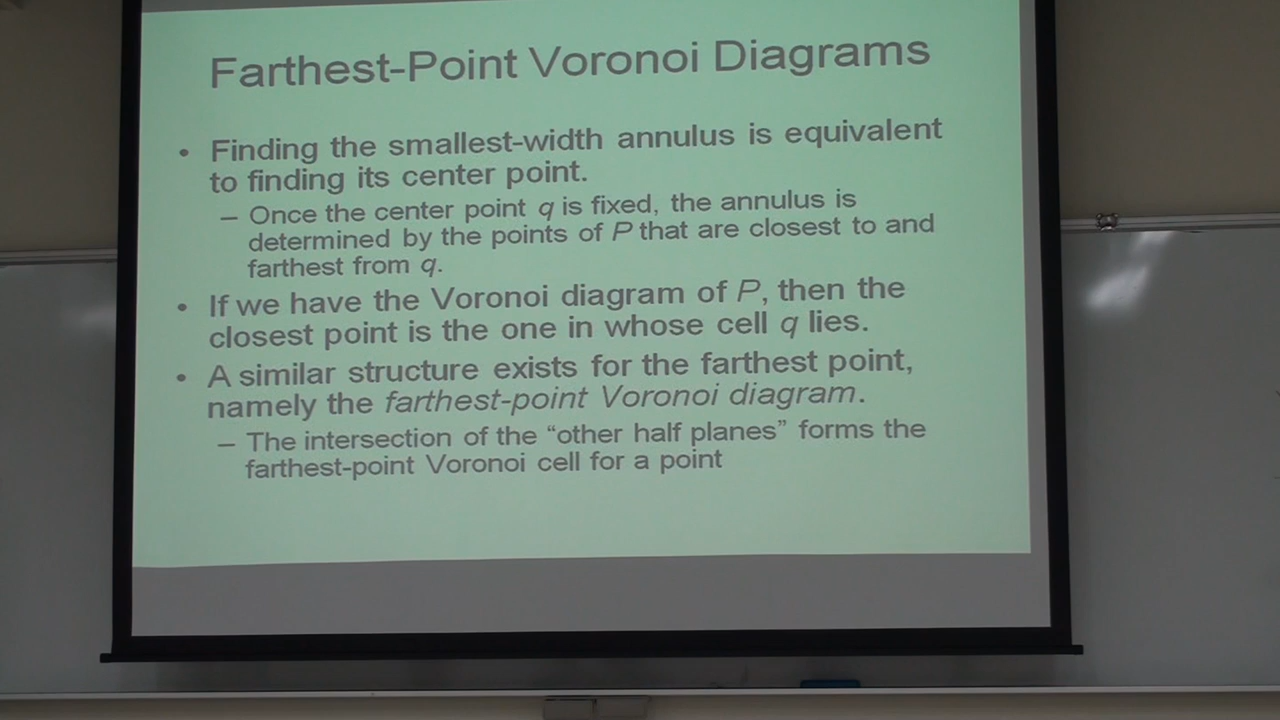 Farthest-Point Voronoi Diagrams
• Finding the smallest-width annulus is equivalent
to finding its center point.
– Once the center point q is fixed, the annulus is
determined by the points of P that are closest to and
farthest from q.
• If we have the Voronoi diagram of P, then the
closest point is the one in whose cell q lies.
• A similar structure exists for the farthest point,
namely the farthest-point Voronoi diagram.
– The intersection of the “other half planes” forms the
farthest-point Voronoi cell for a point